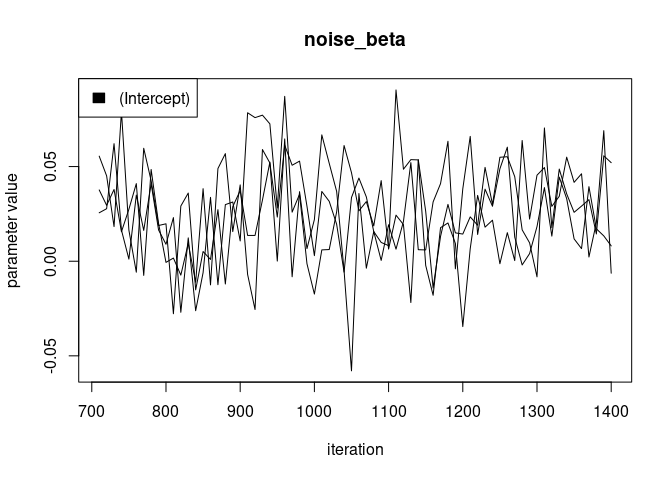 noise_beta
(Intercept)
parameter value
0.05
0.00
-0.05
700 800 900 1000 1100 1200 1300 1400
iteration